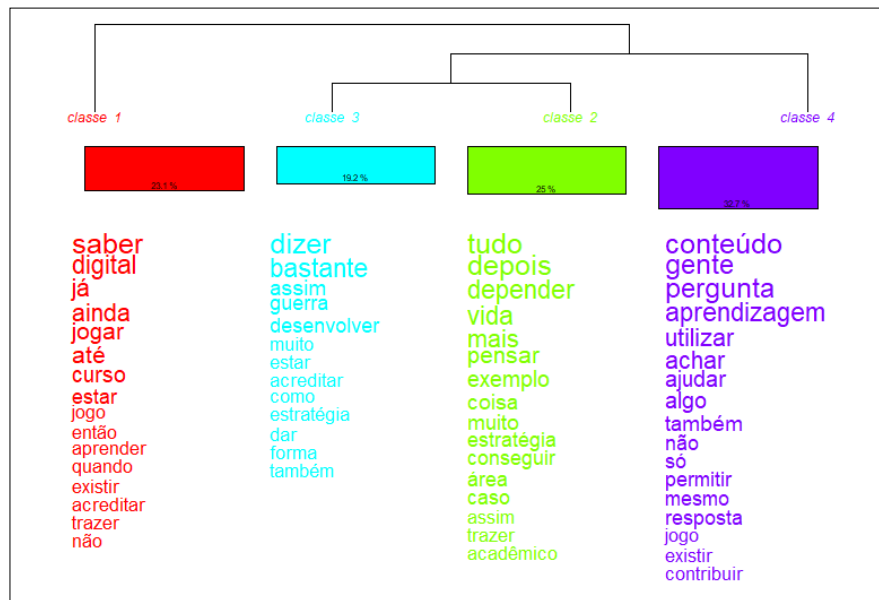 classe 1
classe 3
classe 2
classe 4
23.1 %
19.2 %
25 %
32.7 %
saber
digital
já
ainda
jogar
até
curso
estar
jogo
então
aprender
quando
existir
acreditar
trazer
não
dizer
bastante
assim
guerra
desenvolver
muito
estar
acreditar
como
estratégia
dar
forma
também
tudo
depois
depender
vida
mais
pensar
exemplo
coisa
muito
estratégia
conseguir
área
caso
assim
trazer
acadêmico
conteúdo
gente
pergunta
aprendizagem
utilizar
achar
ajudar
algo
também
não
só
permitir
mesmo
resposta
jogo
existir
contribuir